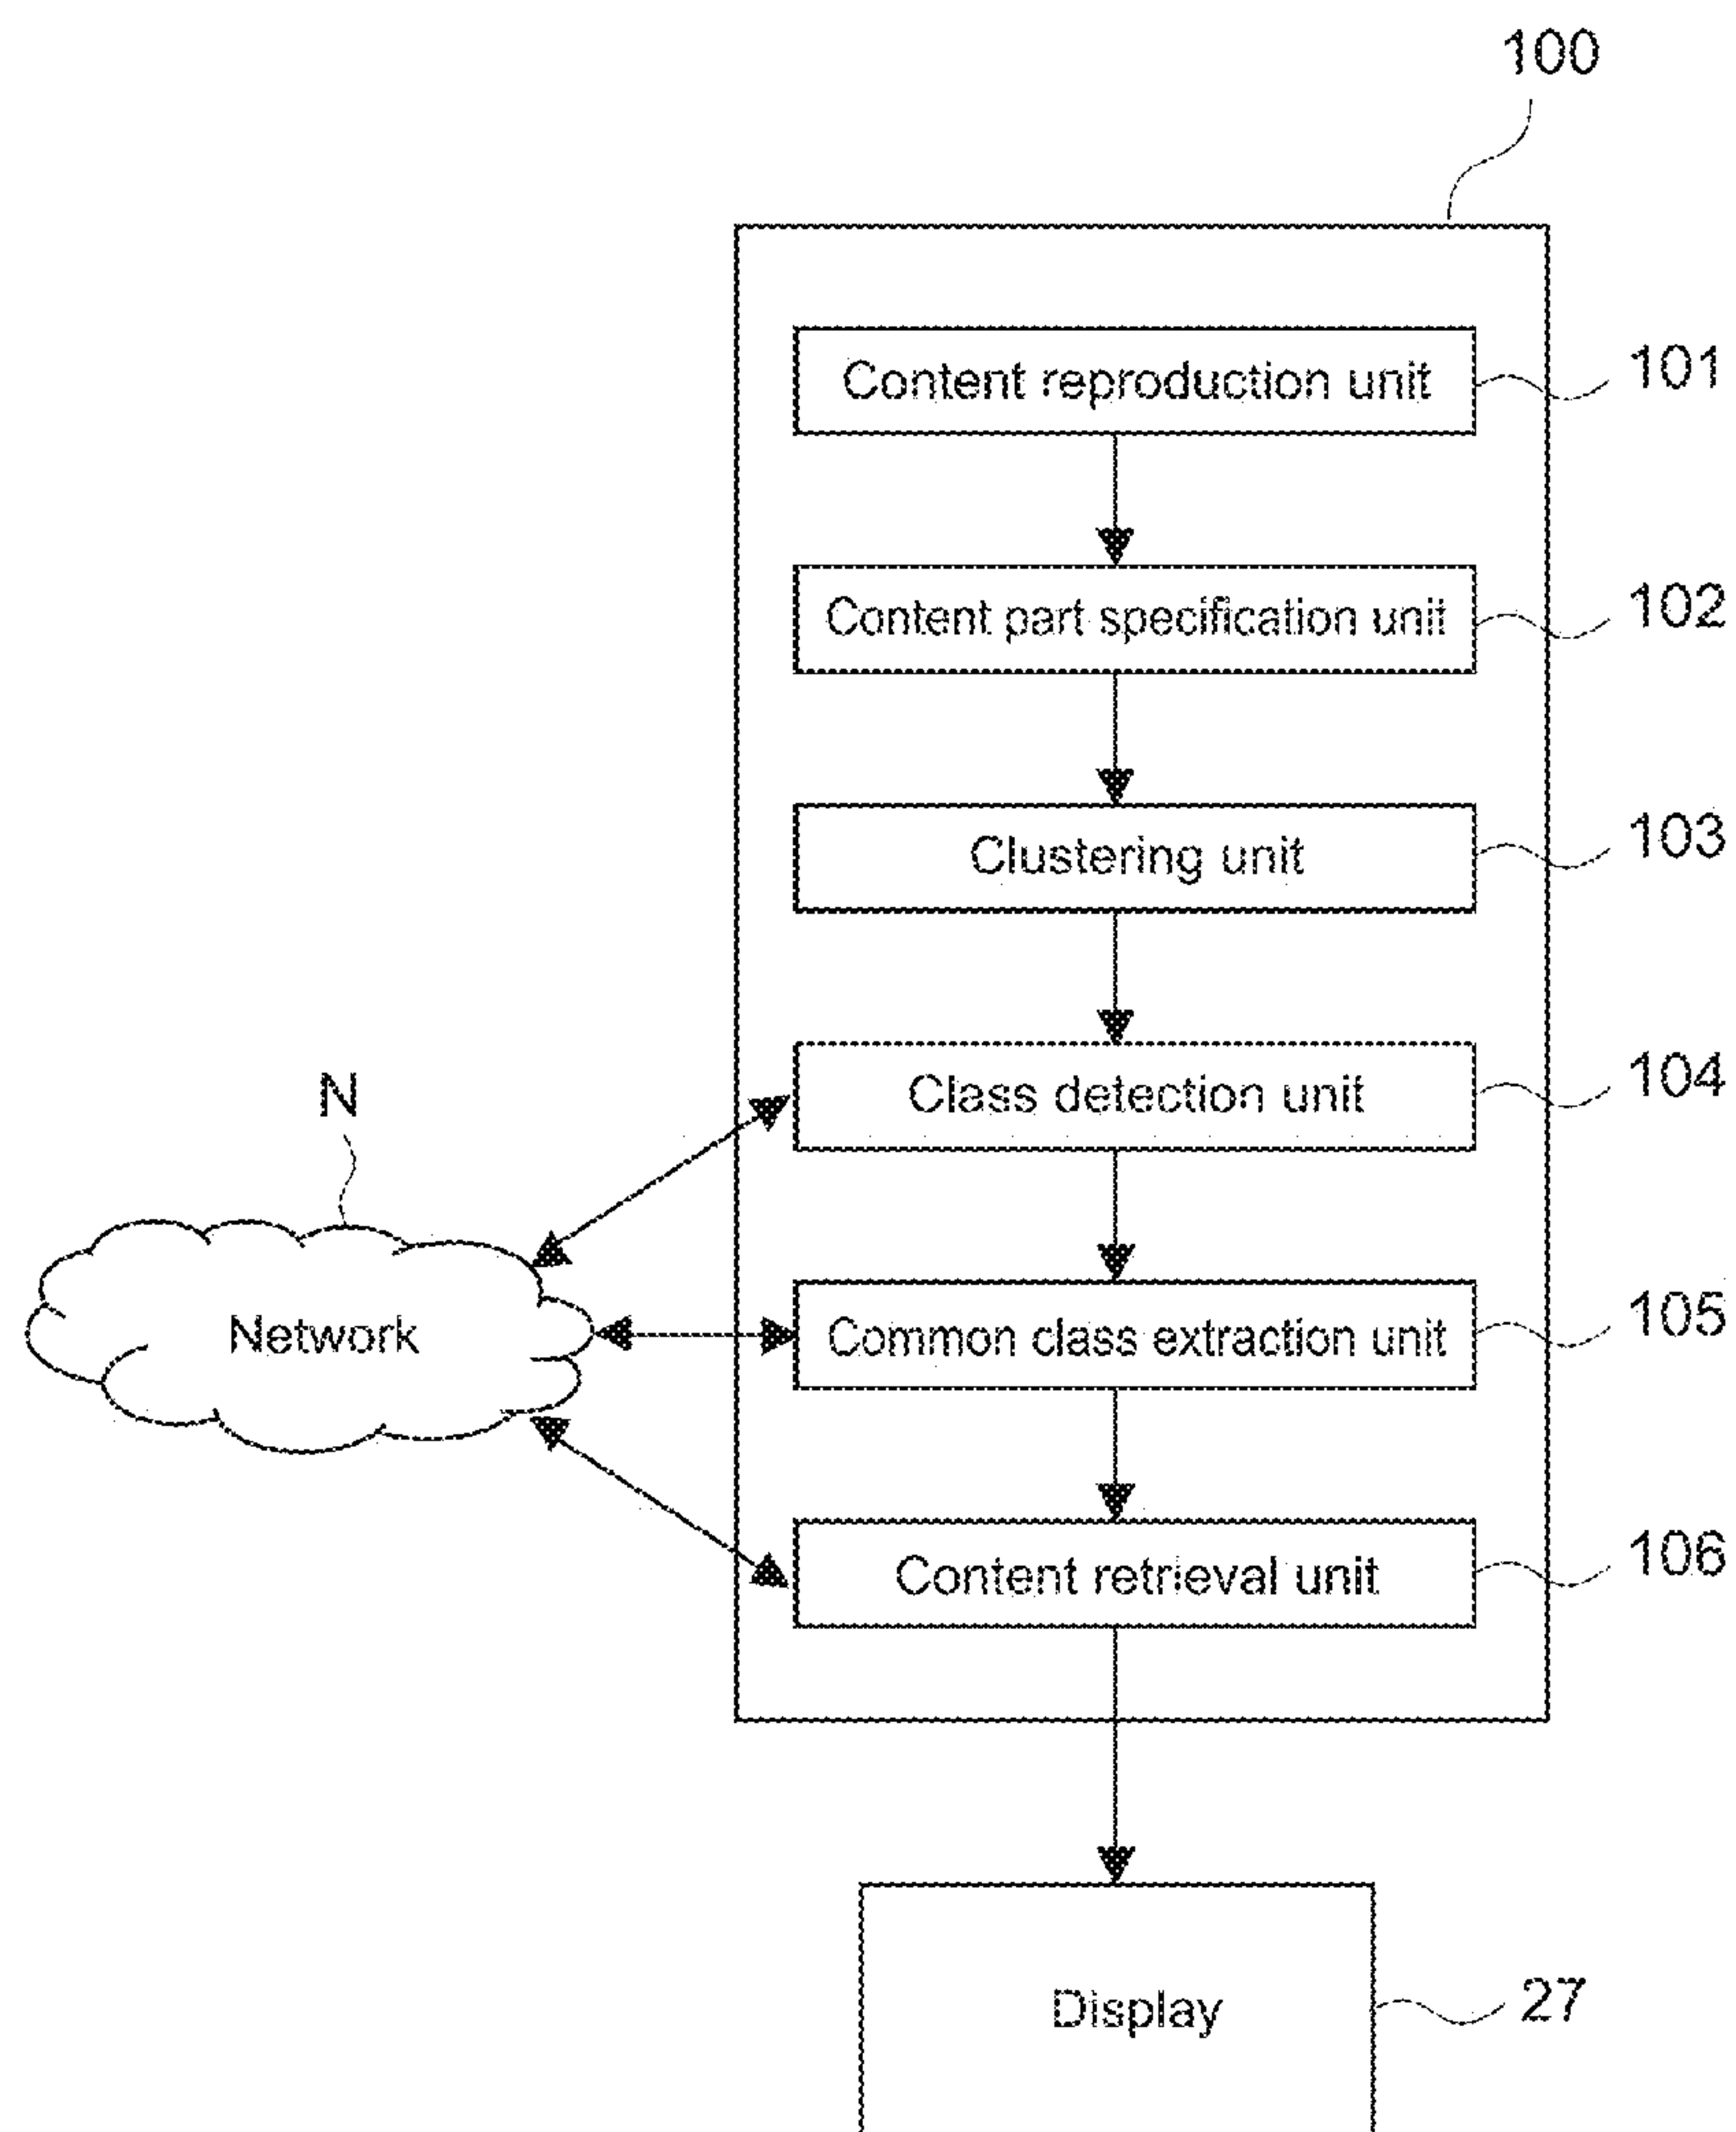 100
Content reproduction unit
101
Content part specification unit
102
Clustering unit
103
Class detection unit
104
N
Network
Common class extraction unit
105
Content retrieval unit
106
Display
27